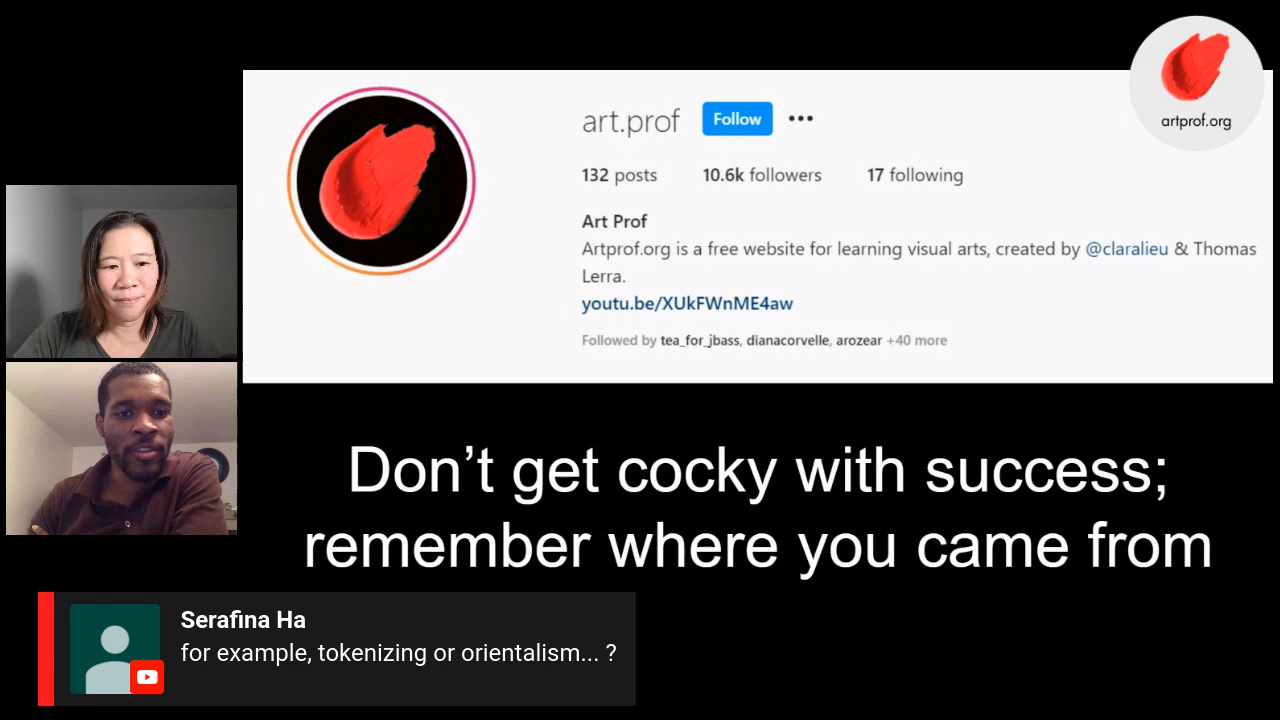 artprof.org
art.prof Follow •••
132 posts 10.6k followers 17 following
Art Prof
Artprof.org is a free website for learning visual arts, created by @claralieu & Thomas
Lerra.
youtu.be/XUkFWnME4aw
Followed by tea_for_jbass, dianacorvelle, arozear +40 more
Don’t get cocky with success;
remember where you came from
Serafina Ha
for example, tokenizing or orientalism... ?